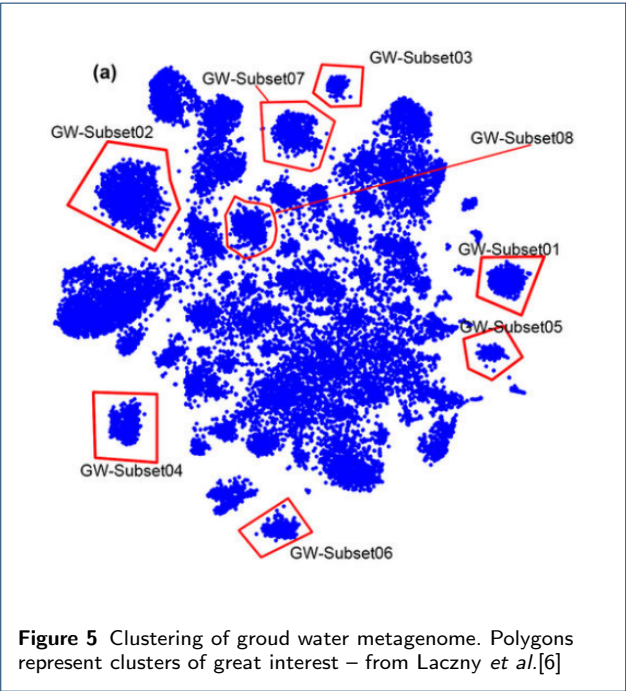 (a)
GW-Subset03
GW-Subset07
GW-Subset02
GW-Subset08
GW-Subset01
GW-Subset05
GW-Subset04
GW-Subset06
Figure 5 Clustering of groud water metagenome. Polygons
represent clusters of great interest – from Laczny et al.[6]